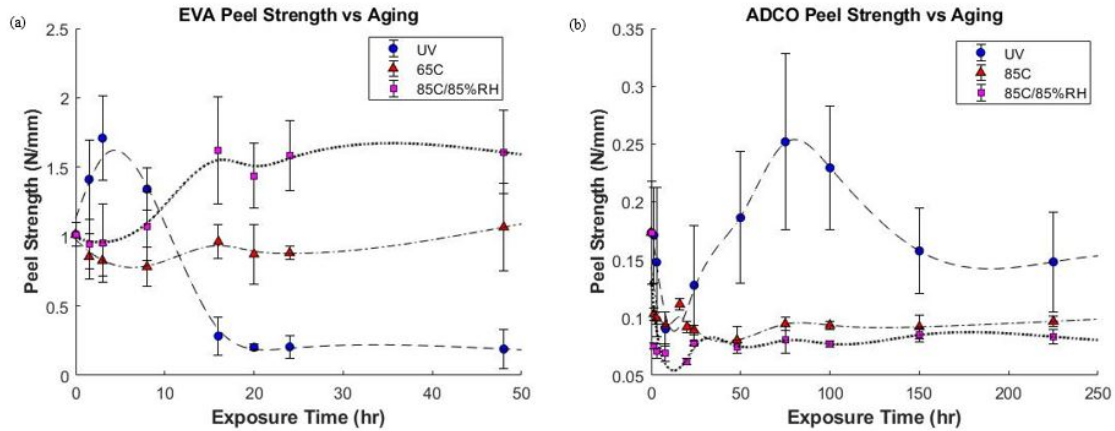 (a)
EVA Peel Strength vs Aging
UV
65C
85C/85%RH
Peel Strength (N/mm)
2.5
2
1.5
1
0.5
0
0 10 20 30 40 50
Exposure Time (hr)
(b)
ADCO Peel Strength vs Aging
UV
85C
85C/85%RH
Peel Strength (N/mm)
0.35
0.3
0.25
0.2
0.15
0.1
0.05
0 50 100 150 200 250
Exposure Time (hr)